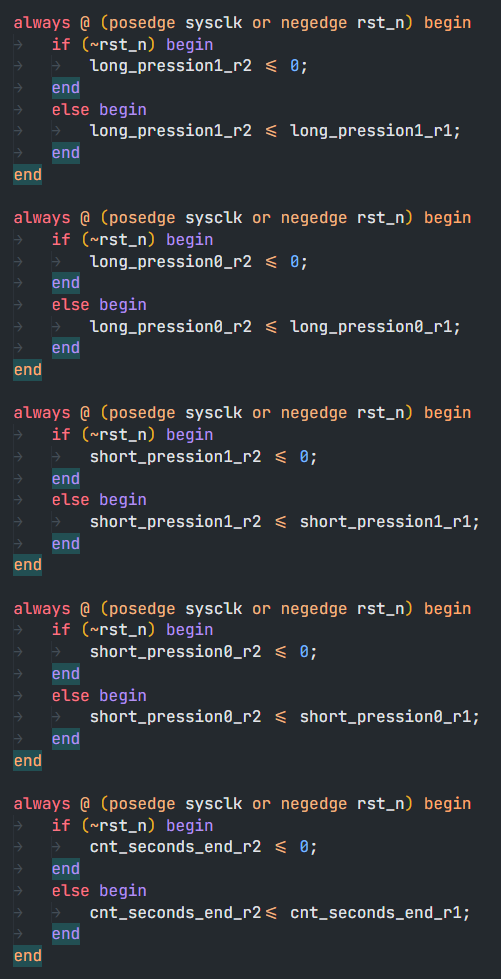 always @ (posedge sysclk or negedge rst_n) begin
if (~rst_n) begin
long_pression1_r2 <= 0;
end
else begin
long_pression1_r2 <= long_pression1_r1;
end
end
always @ (posedge sysclk or negedge rst_n) begin
if (~rst_n) begin
long_pression0_r2 <= 0;
end
else begin
long_pression0_r2 <= long_pression0_r1;
end
end
always @ (posedge sysclk or negedge rst_n) begin
if (~rst_n) begin
short_pression1_r2 <= 0;
end
else begin
short_pression1_r2 <= short_pression1_r1;
end
end
always @ (posedge sysclk or negedge rst_n) begin
if (~rst_n) begin
short_pression0_r2 <= 0;
end
else begin
short_pression0_r2 <= short_pression0_r1;
end
end
always @ (posedge sysclk or negedge rst_n) begin
if (~rst_n) begin
cnt_seconds_end_r2 <= 0;
end
else begin
cnt_seconds_end_r2<= cnt_seconds_end_r1;
end
end